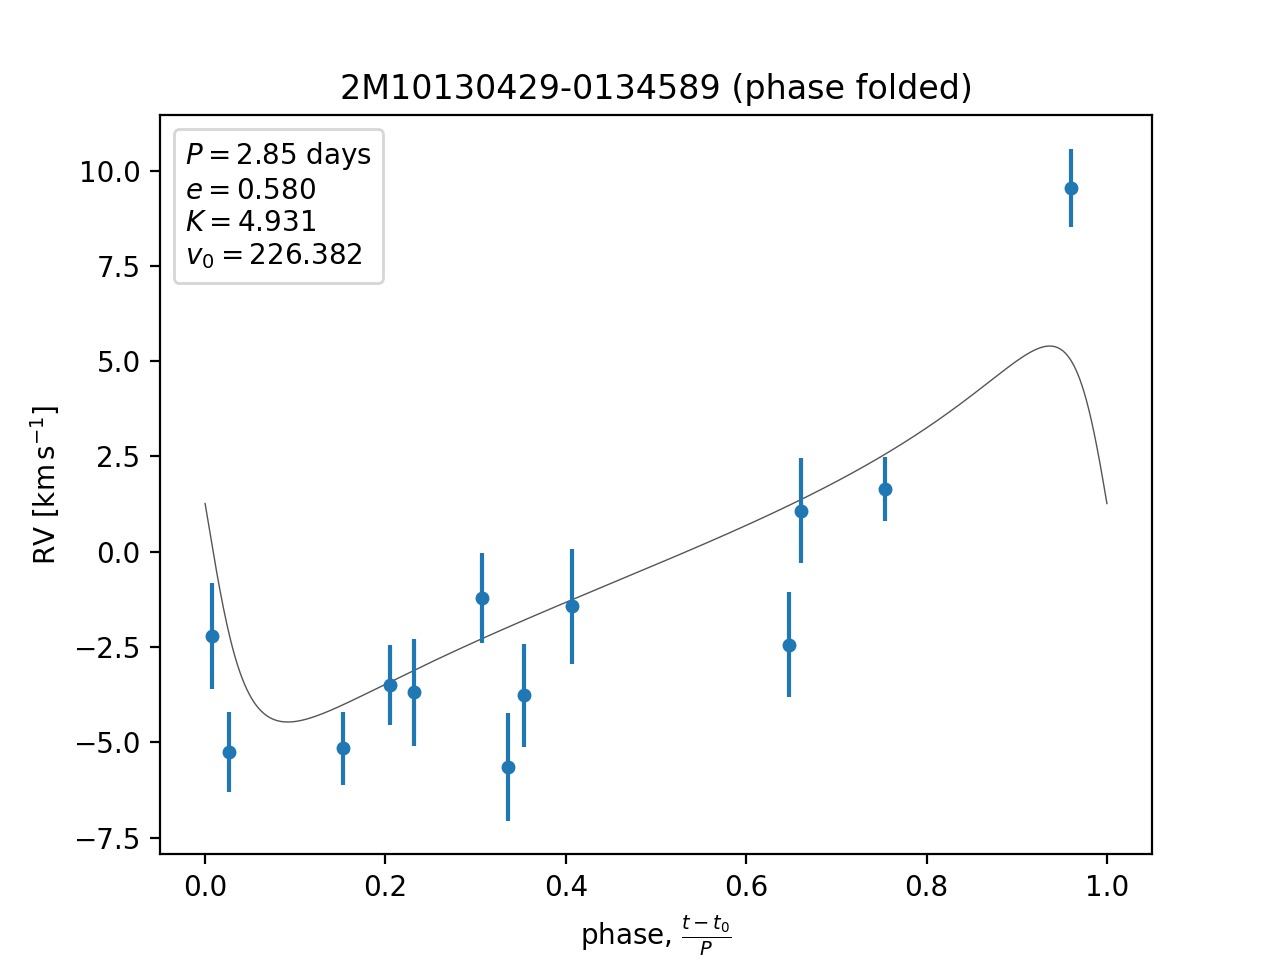 2M10130429-0134589 (phase folded)
P = 2.85 days
e = 0.580
K = 4.931
v₀ = 226.382
10.0
7.5
5.0
2.5
0.0
−2.5
−5.0
−7.5
RV [km s⁻¹]
0.0 0.2 0.4 0.6 0.8 1.0
phase, (t − t₀)/P